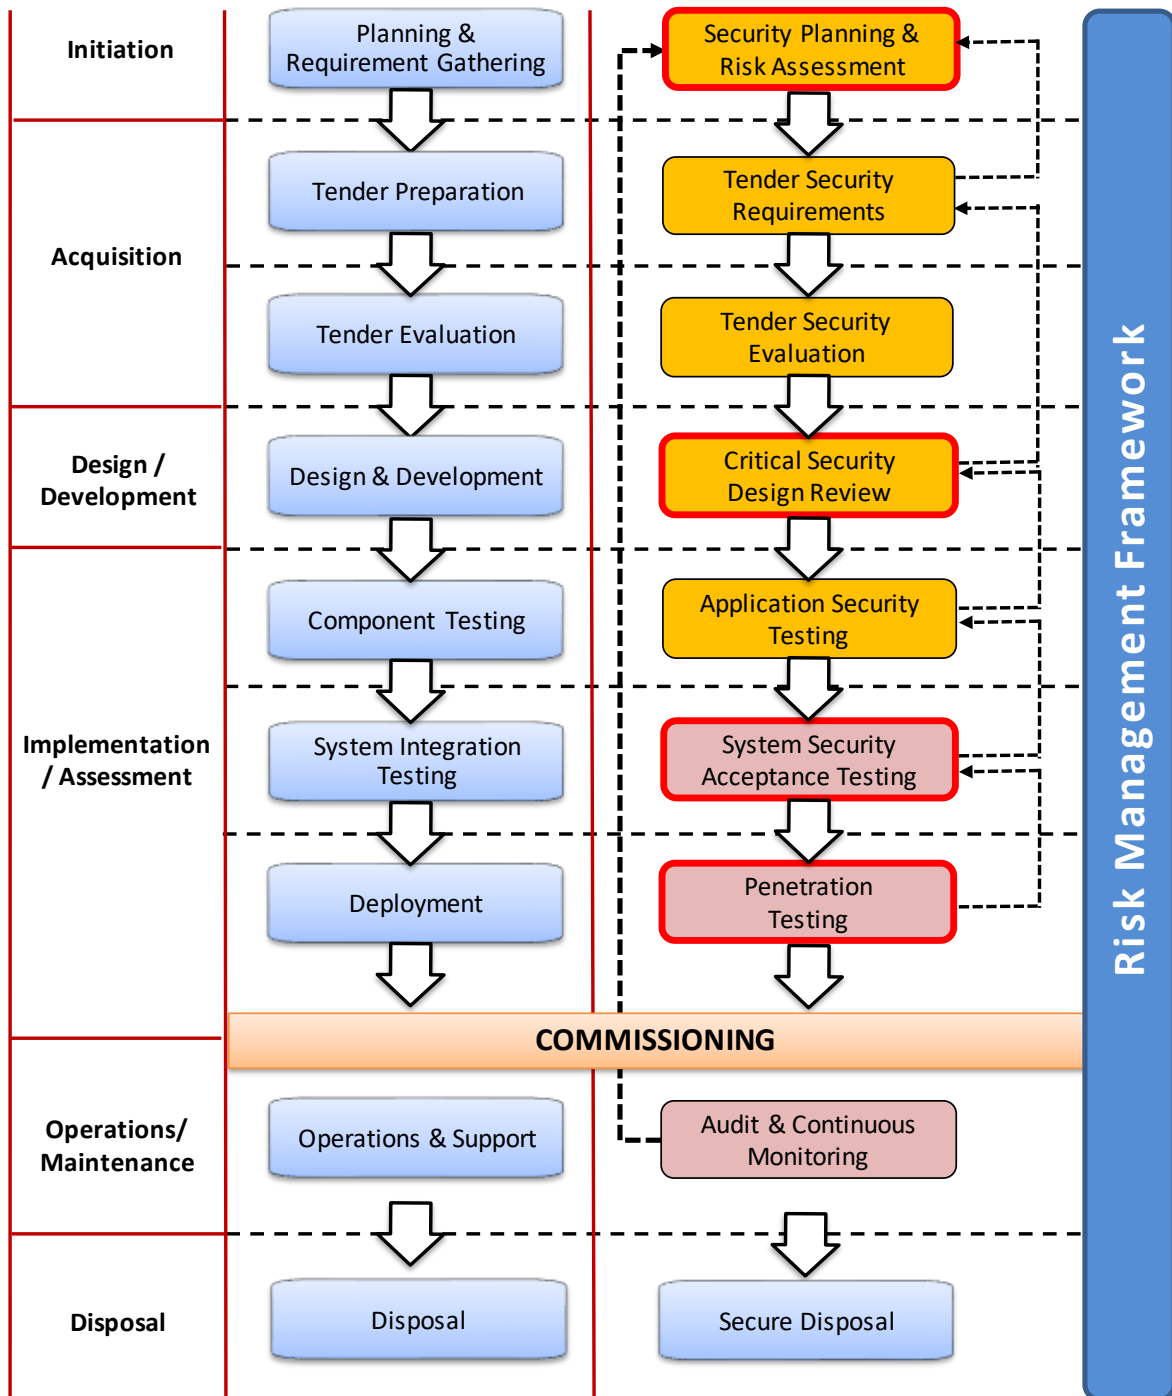 Initiation
Planning &
Requirement Gathering
Security Planning &
Risk Assessment
Acquisition
Tender Preparation
Tender Security
Requirements
Tender Evaluation
Tender Security
Evaluation
Design /
Development
Design & Development
Critical Security
Design Review
Implementation
/ Assessment
Component Testing
Application Security
Testing
System Integration
Testing
System Security
Acceptance Testing
Deployment
Penetration
Testing
COMMISSIONING
Operations/
Maintenance
Operations & Support
Audit & Continuous
Monitoring
Disposal
Disposal
Secure Disposal
Risk Management Framework